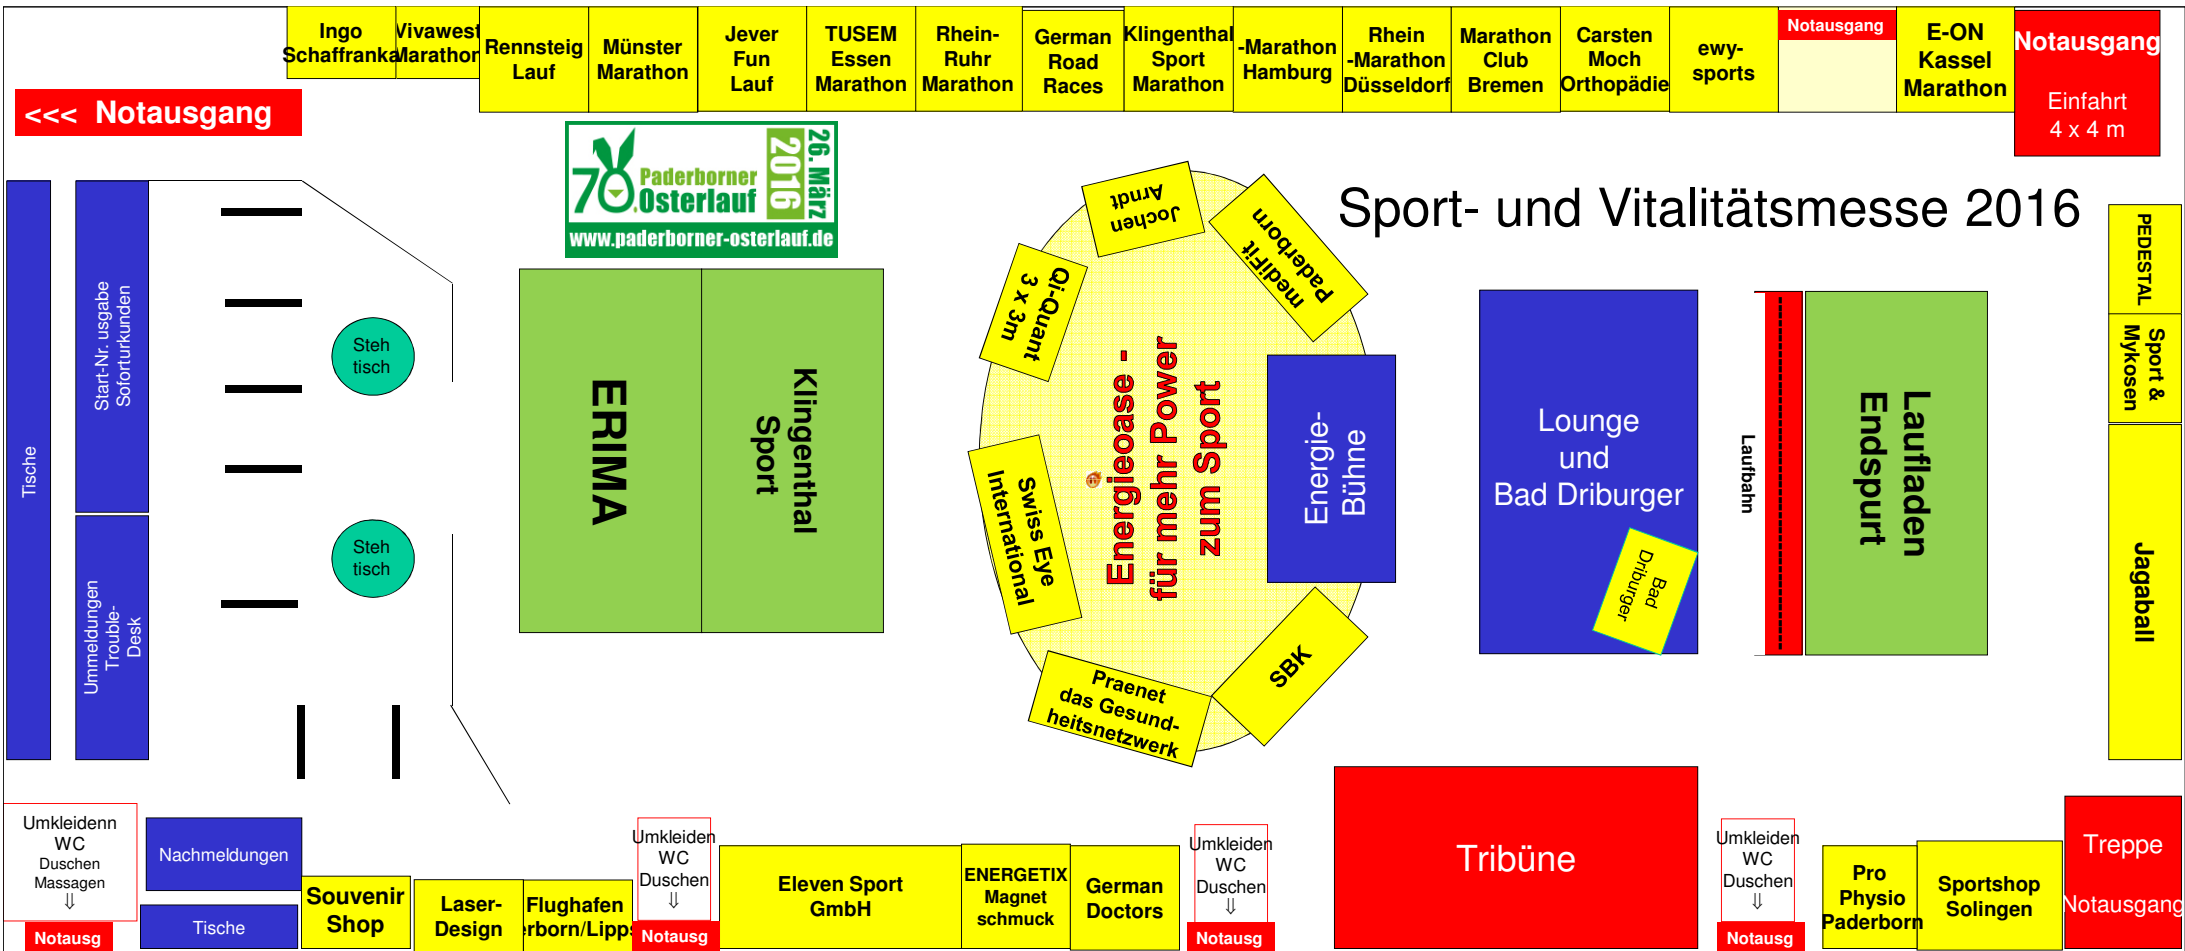 Ingo
Schaffranka
Vivawest
Marathon
Rennsteig
Lauf
Münster
Marathon
Jever
Fun
Lauf
TUSEM
Essen
Marathon
Rhein-
Ruhr
Marathon
German
Road
Races
Klingenthal
Sport
Marathon
-Marathon
Hamburg
Rhein
-Marathon
Düsseldorf
Marathon
Club
Bremen
Carsten
Moch
Orthopädie
ewy-
sports
Notausgang
E-ON
Kassel
Marathon
Notausgang
Einfahrt
4 x 4 m
<<< Notausgang
70.
Paderborner
Osterlauf
2016
26. März
www.paderborner-osterlauf.de
Sport- und Vitalitätsmesse 2016
Tische
Start-Nr. usgabe
Soforturkunden
Ummeldungen
Trouble-
Desk
Steh
tisch
Steh
tisch
ERIMA
Klingenthal
Sport
Jochen
Arndt
mediFit
Paderborn
Qi-Quant
3 x 3m
Swiss Eye
International
Praenet
das Gesund-
heitsnetzwerk
SBK
Energieoase -
für mehr Power
zum Sport
Energie-
Bühne
Lounge
und
Bad Driburger
Bad
Driburger
Laufbahn
Laufladen
Endspurt
PEDESTAL
Sport &
Mykosen
Jagaball
Umkleidenn
WC
Duschen
Massagen
⇓
Notausg
Nachmeldungen
Tische
Souvenir
Shop
Laser-
Design
Flughafen
erborn/Lipps
Umkleiden
WC
Duschen
⇓
Notausg
Eleven Sport
GmbH
ENERGETIX
Magnet
schmuck
German
Doctors
Umkleiden
WC
Duschen
⇓
Notausg
Tribüne
Umkleiden
WC
Duschen
⇓
Notausg
Pro
Physio
Paderborn
Sportshop
Solingen
Treppe
Notausgang